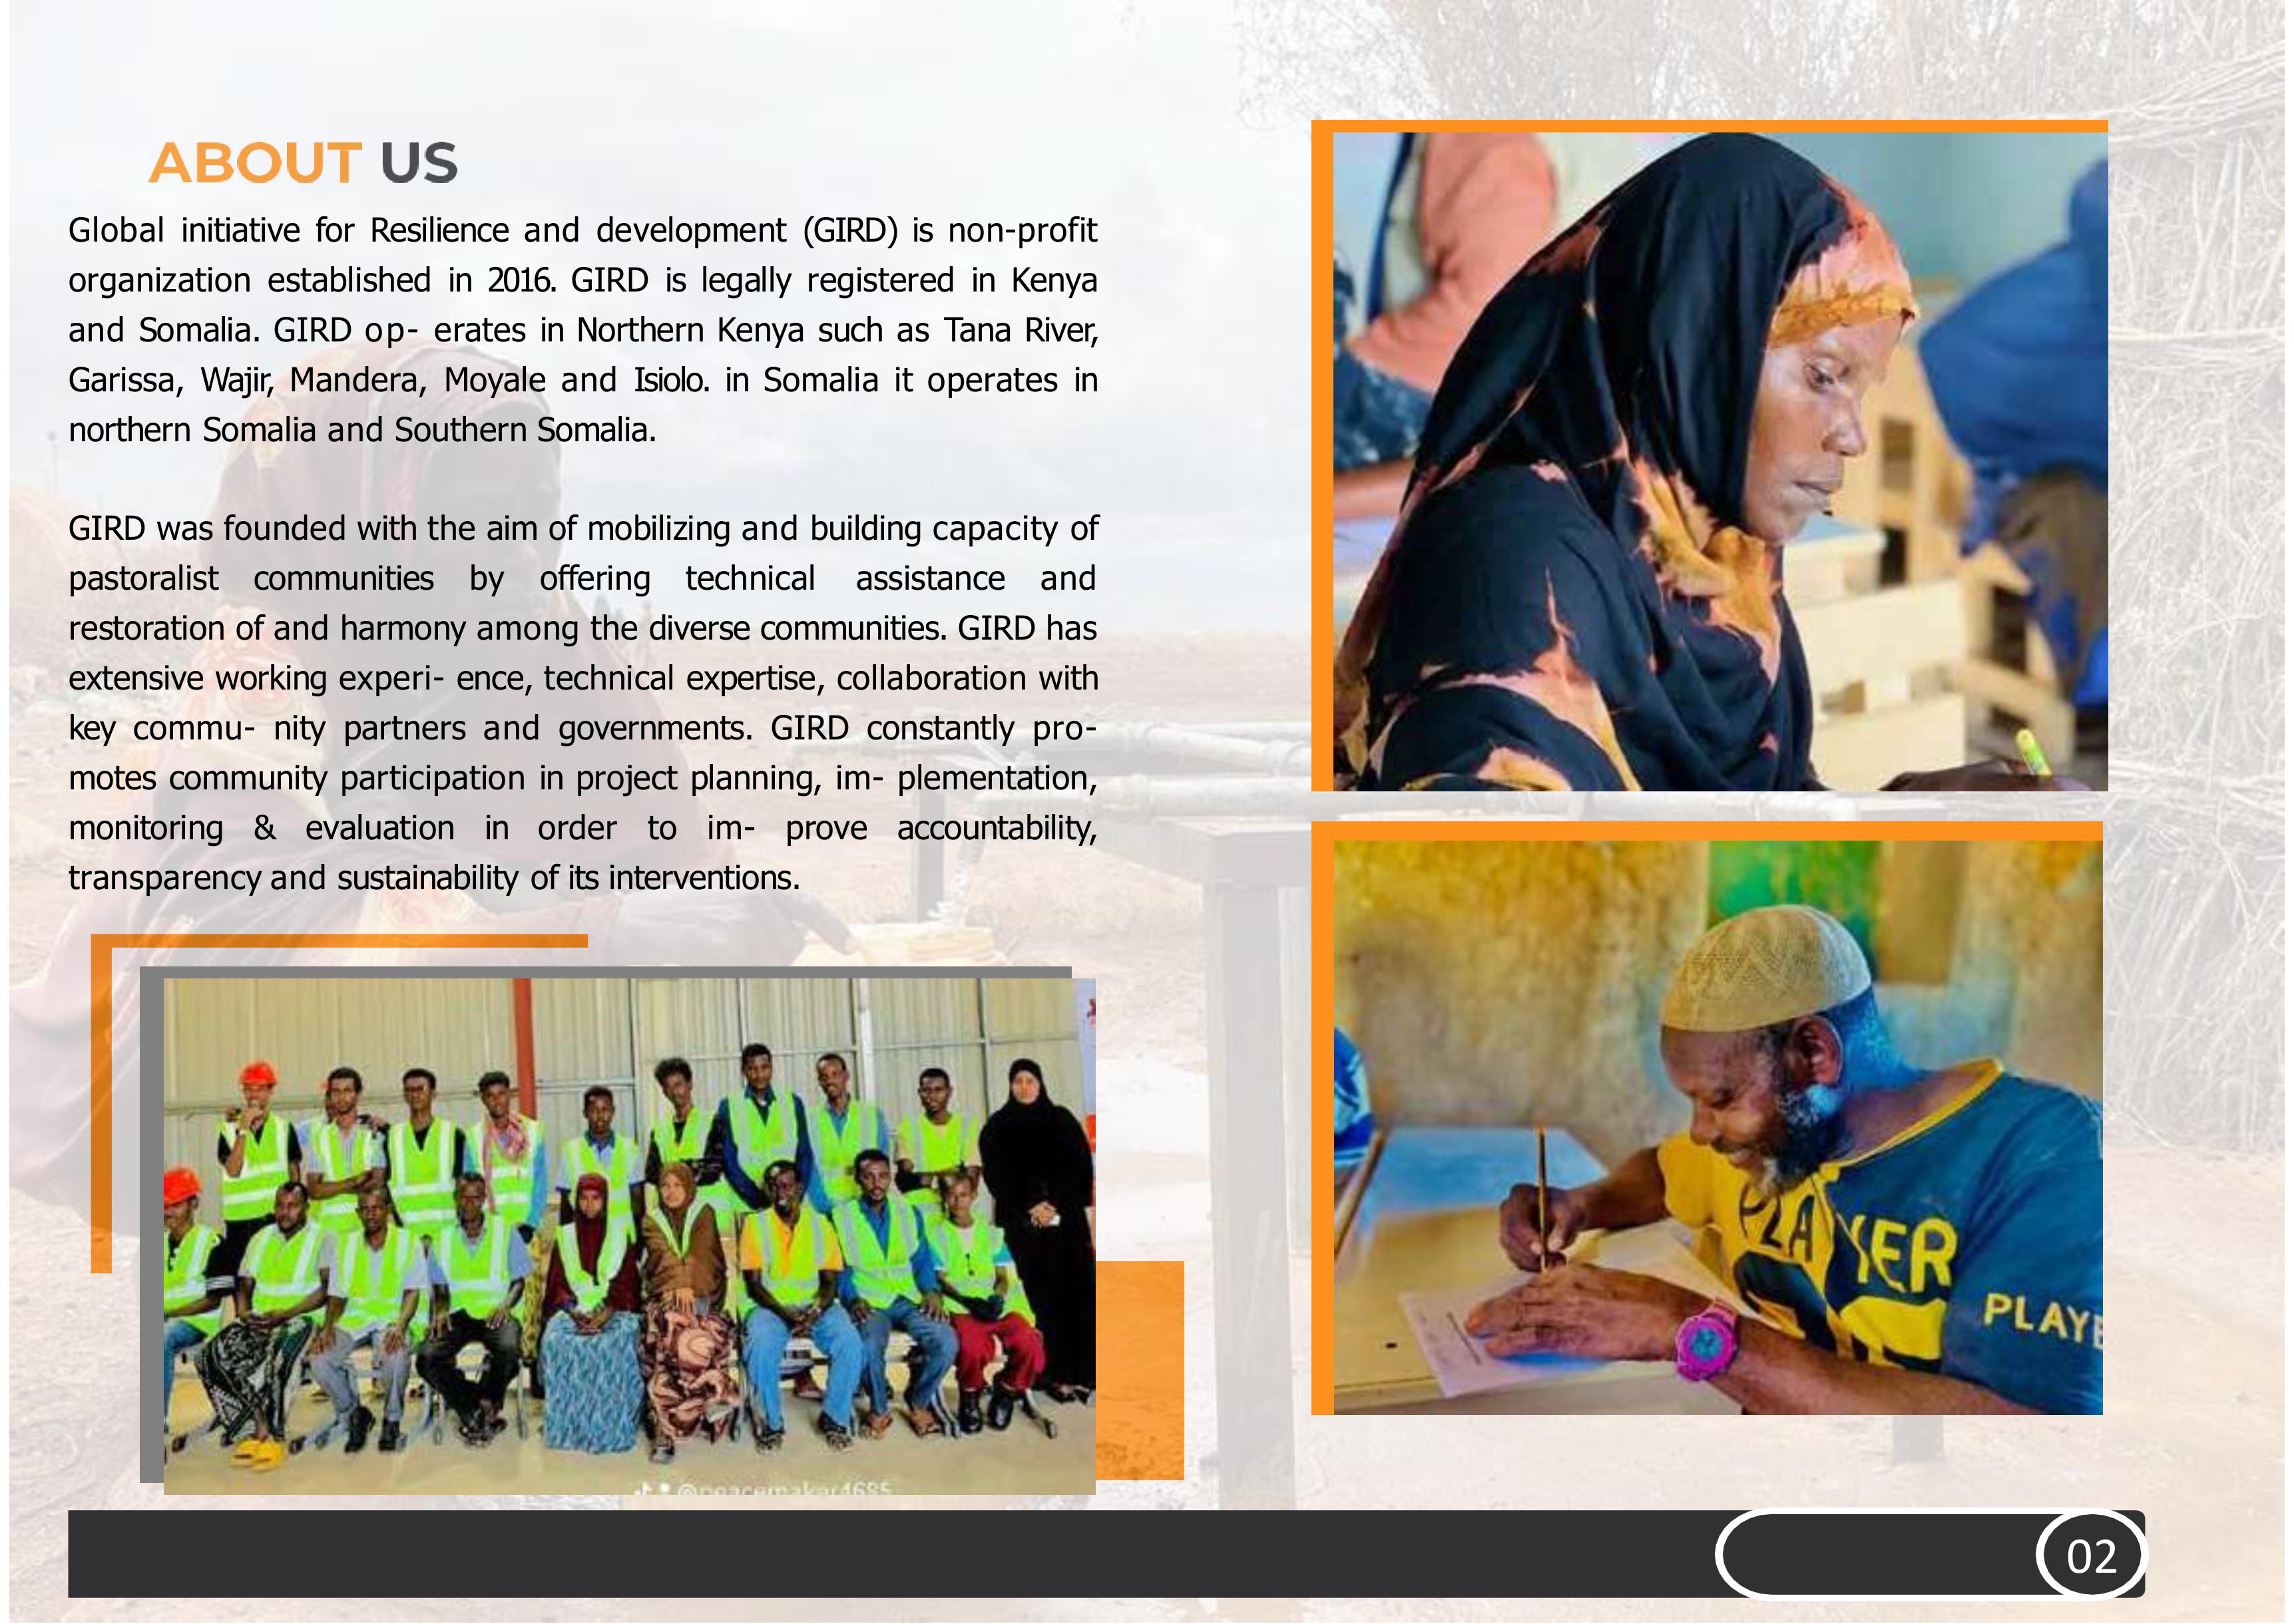 ABOUT US
Global initiative for Resilience and development (GIRD) is non-profit
organization established in 2016. GIRD is legally registered in Kenya
and Somalia. GIRD op- erates in Northern Kenya such as Tana River,
Garissa, Wajir, Mandera, Moyale and Isiolo. in Somalia it operates in
northern Somalia and Southern Somalia.
GIRD was founded with the aim of mobilizing and building capacity of
pastoralist communities by offering technical assistance and
restoration of and harmony among the diverse communities. GIRD has
extensive working experi- ence, technical expertise, collaboration with
key commu- nity partners and governments. GIRD constantly pro-
motes community participation in project planning, im- plementation,
monitoring & evaluation in order to im- prove accountability,
transparency and sustainability of its interventions.
@peacemaker4685
PLAYER
PLAYE
02